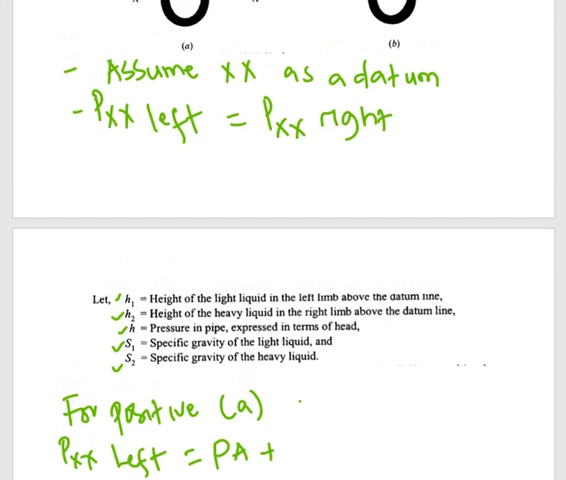 (a) (b)
- Assume XX as a datum
- Pxx left = Pxx right
Let, h₁ = Height of the light liquid in the left limb above the datum line,
h₂ = Height of the heavy liquid in the right limb above the datum line,
h = Pressure in pipe, expressed in terms of head,
S₁ = Specific gravity of the light liquid, and
S₂ = Specific gravity of the heavy liquid.
For positive (a)
Pxx Left = PA +